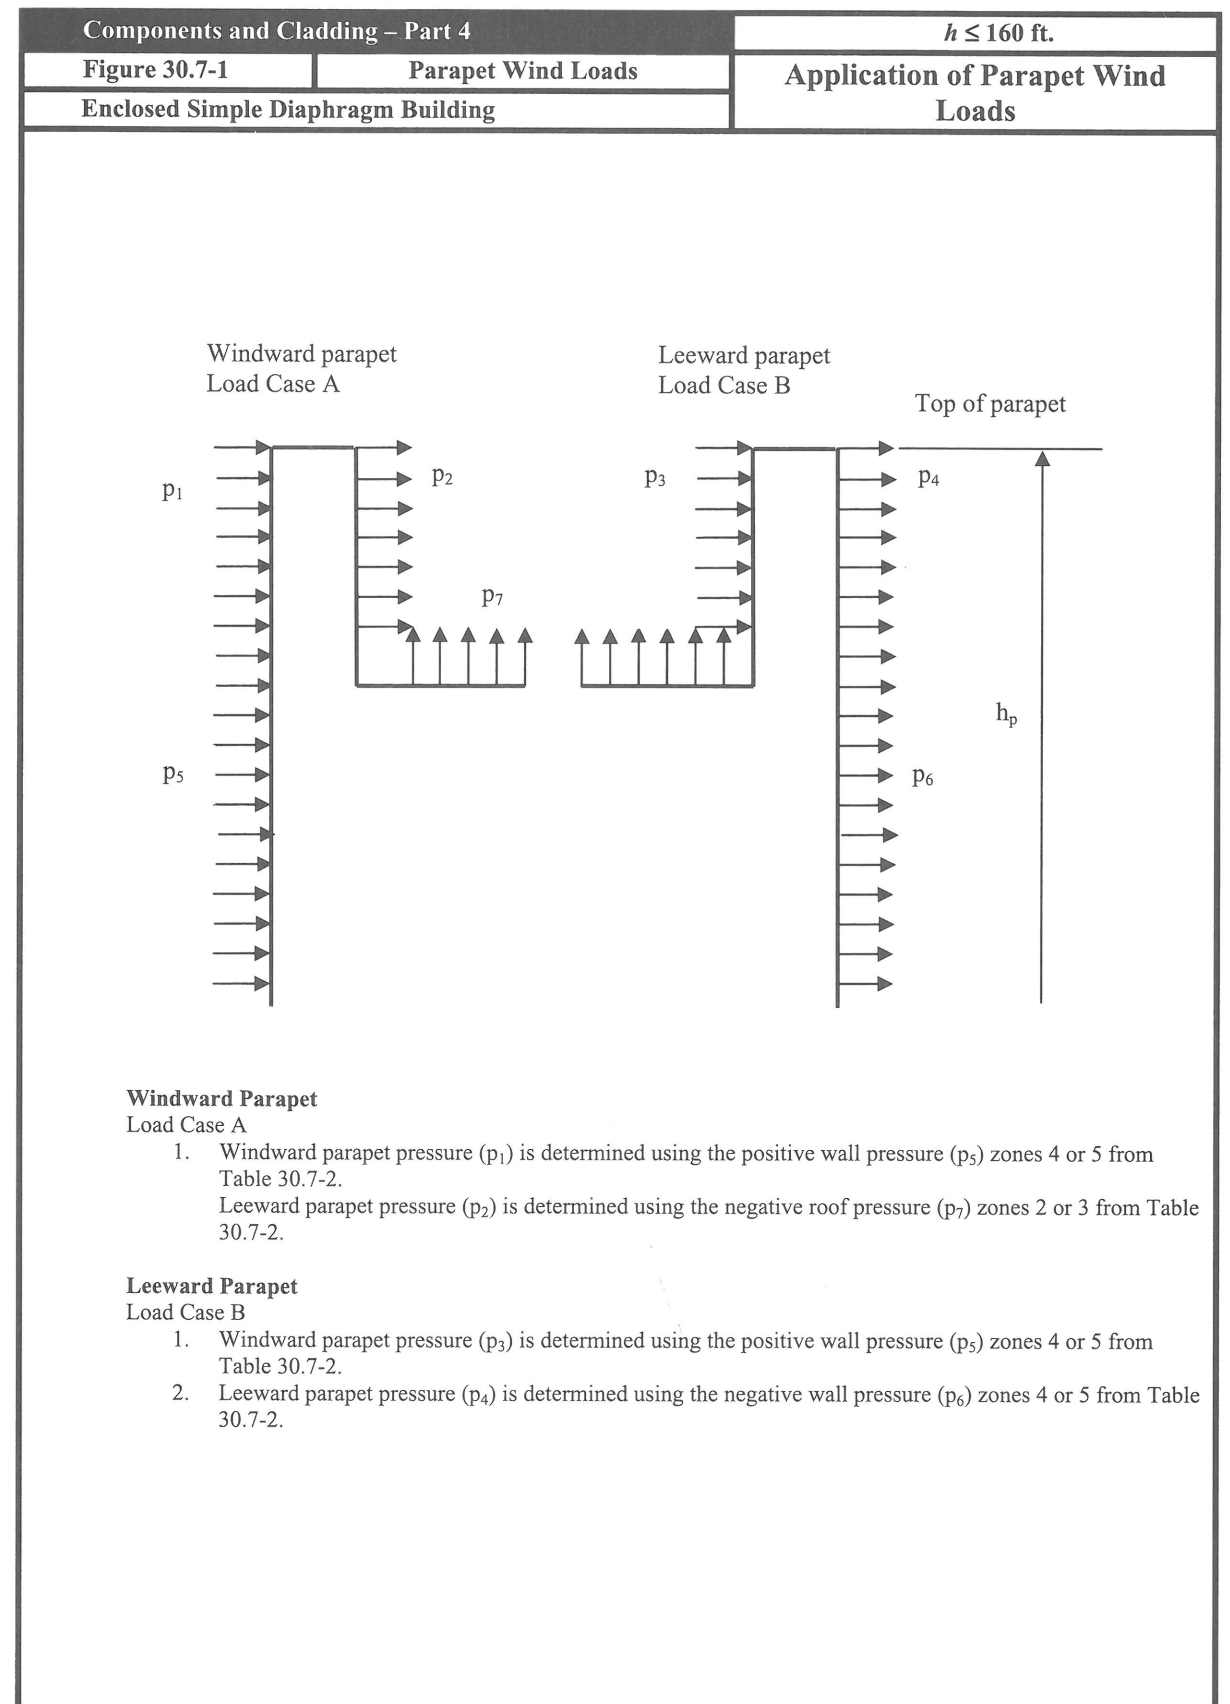 Components and Cladding – Part 4
h ≤ 160 ft.
Figure 30.7-1
Parapet Wind Loads
Application of Parapet Wind
Loads
Enclosed Simple Diaphragm Building
Windward parapet
Load Case A
Leeward parapet
Load Case B
Top of parapet
p1
p2
p3
p4
p7
hp
p5
p6
Windward Parapet
Load Case A
1. Windward parapet pressure (p1) is determined using the positive wall pressure (p5) zones 4 or 5 from
Table 30.7-2.
Leeward parapet pressure (p2) is determined using the negative roof pressure (p7) zones 2 or 3 from Table
30.7-2.
Leeward Parapet
Load Case B
1. Windward parapet pressure (p3) is determined using the positive wall pressure (p5) zones 4 or 5 from
Table 30.7-2.
2. Leeward parapet pressure (p4) is determined using the negative wall pressure (p6) zones 4 or 5 from Table
30.7-2.